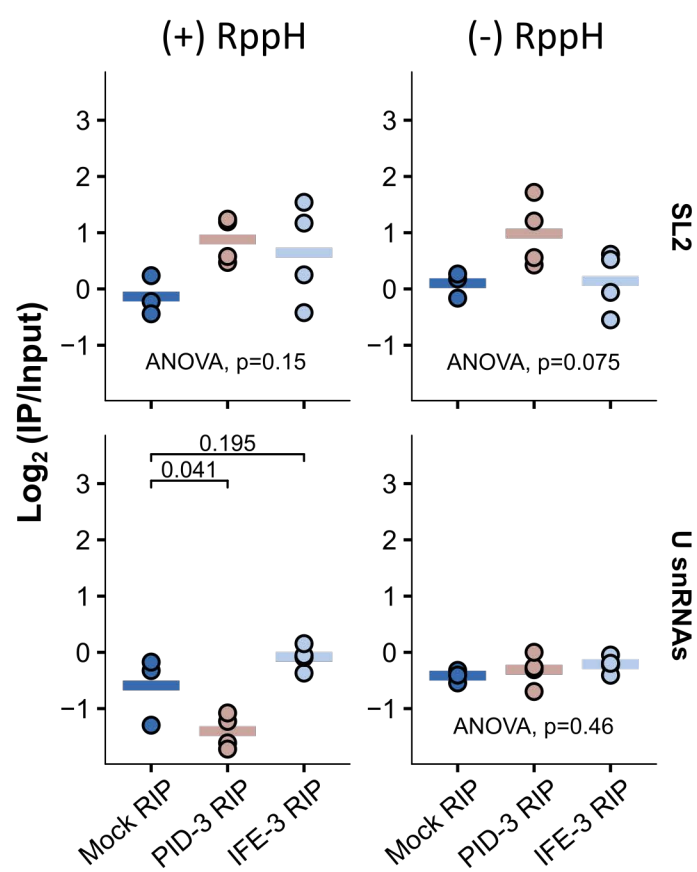 (+) RppH
(-) RppH
Log2 (IP/Input)
3
2
1
0
−1
ANOVA, p=0.15
3
2
1
0
−1
ANOVA, p=0.075
SL2
3
2
1
0
−1
0.195
0.041
3
2
1
0
−1
ANOVA, p=0.46
U snRNAs
Mock RIP
PID-3 RIP
IFE-3 RIP
Mock RIP
PID-3 RIP
IFE-3 RIP